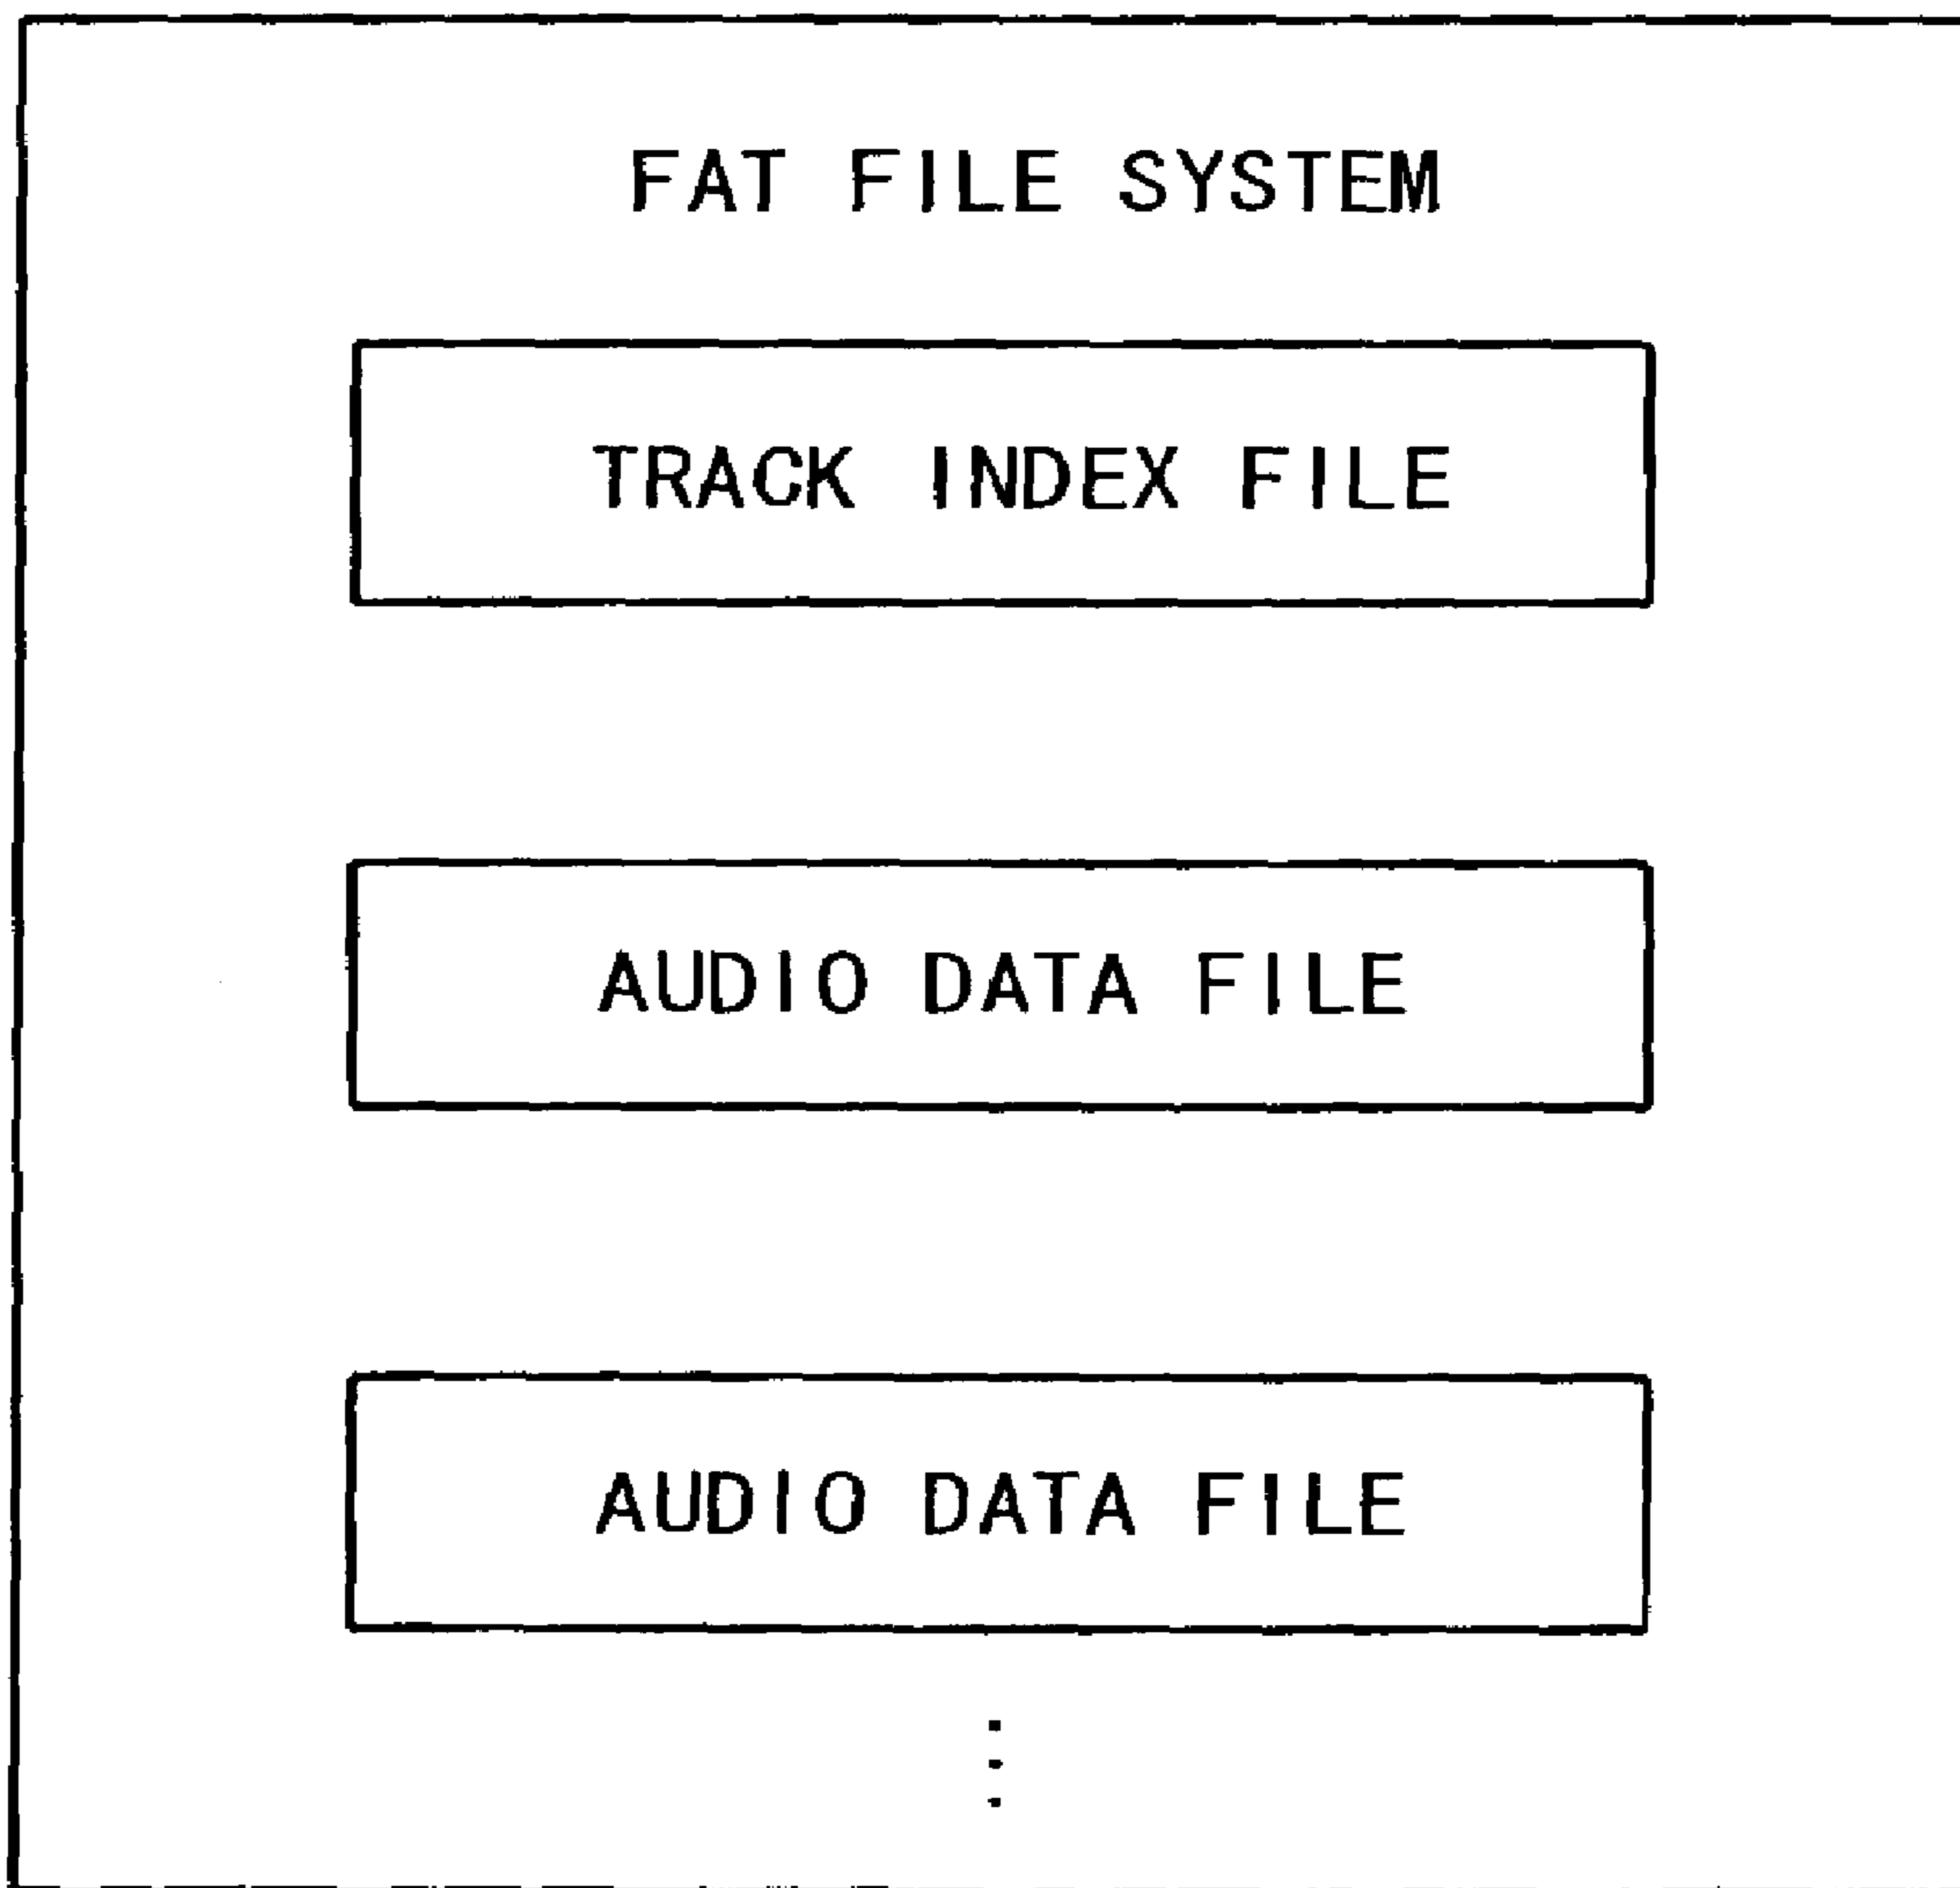 FAT FILE SYSTEM
TRACK INDEX FILE
AUDIO DATA FILE
AUDIO DATA FILE